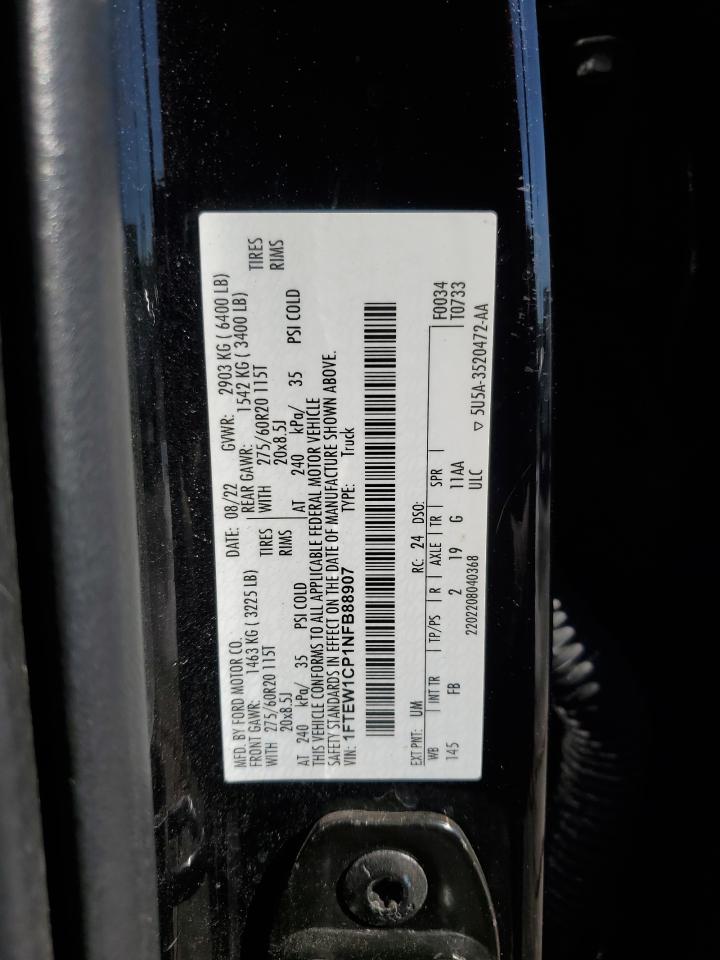 MFD. BY FORD MOTOR CO.
DATE: 08/22 GVWR: 2903 KG ( 6400 LB)
FRONT GAWR: 1463 KG ( 3225 LB)
REAR GAWR: 1542 KG ( 3400 LB)
WITH 275/60R20 115T TIRES
WITH 275/60R20 115T TIRES
20x8.5J RIMS
20x8.5J RIMS
AT 240 kPa/ 35 PSI COLD
AT 240 kPa/ 35 PSI COLD
THIS VEHICLE CONFORMS TO ALL APPLICABLE FEDERAL MOTOR VEHICLE
SAFETY STANDARDS IN EFFECT ON THE DATE OF MANUFACTURE SHOWN ABOVE.
VIN: 1FTEW1CP1NFB88907 TYPE: Truck
EXT PNT: UM RC: 24 DSO: F0034
WB INT TR TP/PS R AXLE TR SPR T0733
145 FB 2 19 G 11AA
2202208040368 ULC ▽ 5U5A-3520472-AA